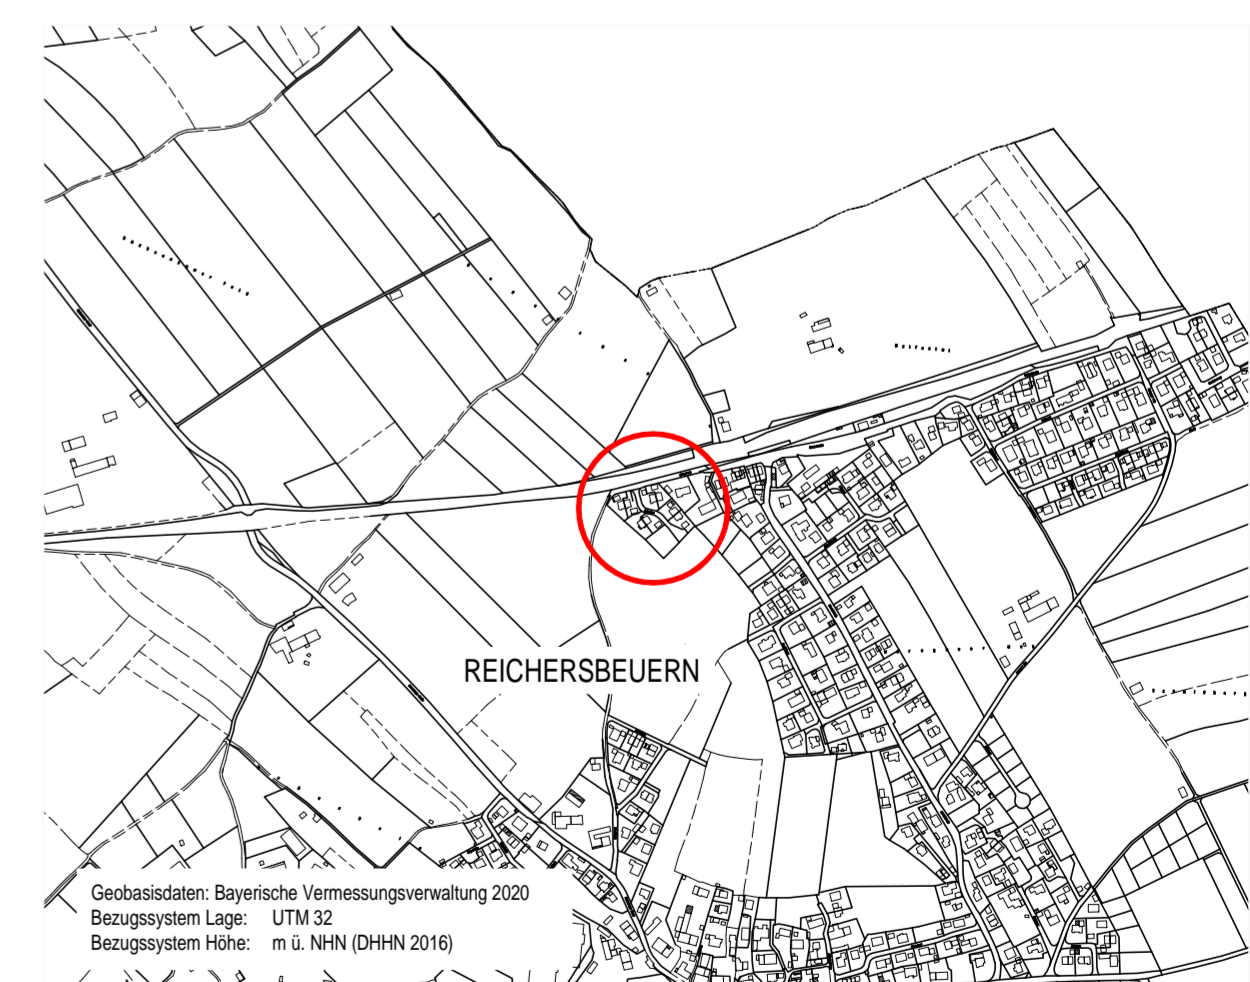 REICHERSBEUERN
Geobasisdaten: Bayerische Vermessungsverwaltung 2020
Bezugssystem Lage: UTM 32
Bezugssystem Höhe: m ü. NHN (DHHN 2016)